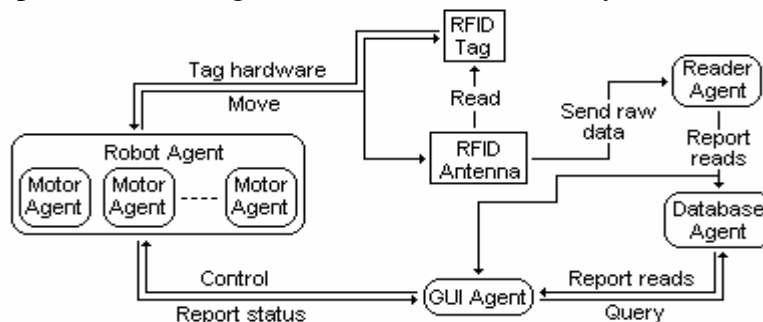 RFID
Tag
Tag hardware
Move
Read
Send raw
data
Reader
Agent
Report
reads
RFID
Antenna
Robot Agent
Motor
Agent
Motor
Agent
Motor
Agent
Database
Agent
Control
Report status
GUI Agent
Report reads
Query